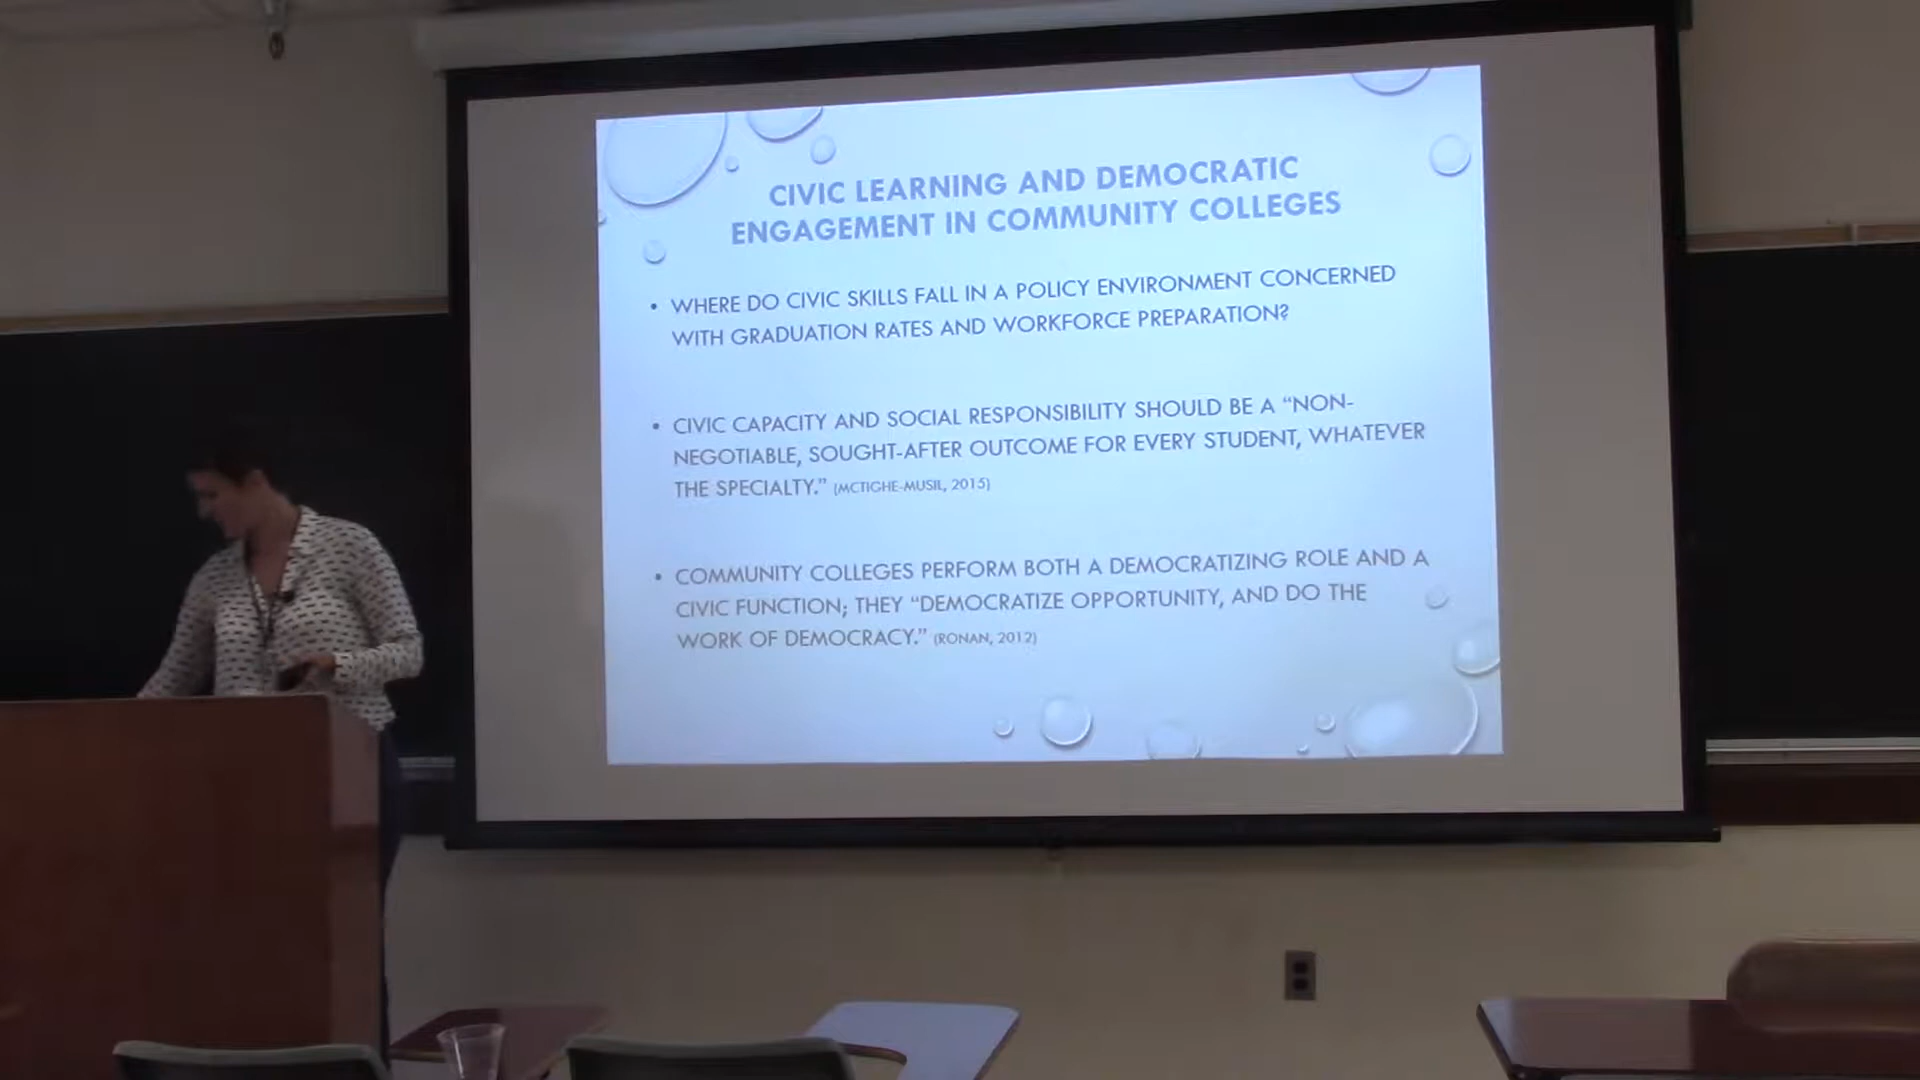 CIVIC LEARNING AND DEMOCRATIC
ENGAGEMENT IN COMMUNITY COLLEGES
• WHERE DO CIVIC SKILLS FALL IN A POLICY ENVIRONMENT CONCERNED
WITH GRADUATION RATES AND WORKFORCE PREPARATION?
• CIVIC CAPACITY AND SOCIAL RESPONSIBILITY SHOULD BE A “NON-
NEGOTIABLE, SOUGHT-AFTER OUTCOME FOR EVERY STUDENT, WHATEVER
THE SPECIALTY.” (MCTIGHE-MUSIL, 2015)
• COMMUNITY COLLEGES PERFORM BOTH A DEMOCRATIZING ROLE AND A
CIVIC FUNCTION; THEY “DEMOCRATIZE OPPORTUNITY, AND DO THE
WORK OF DEMOCRACY.” (RONAN, 2012)